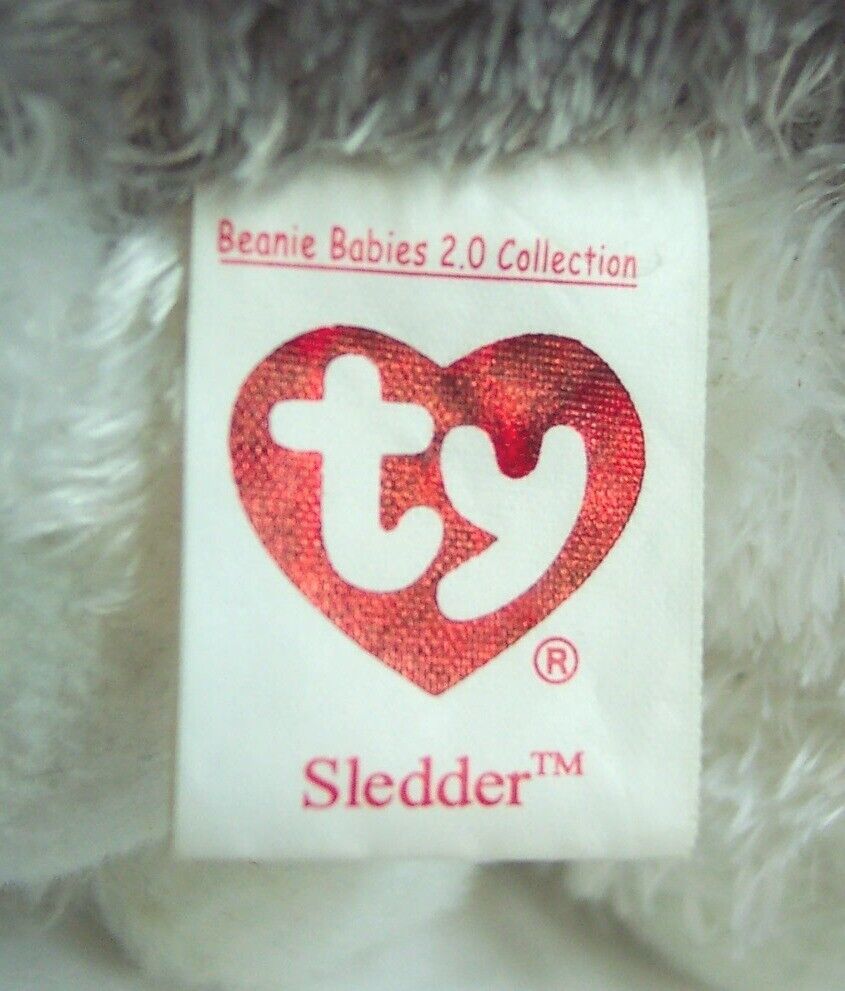 Beanie Babies 2.0 Collection
ty
®
Sledder™